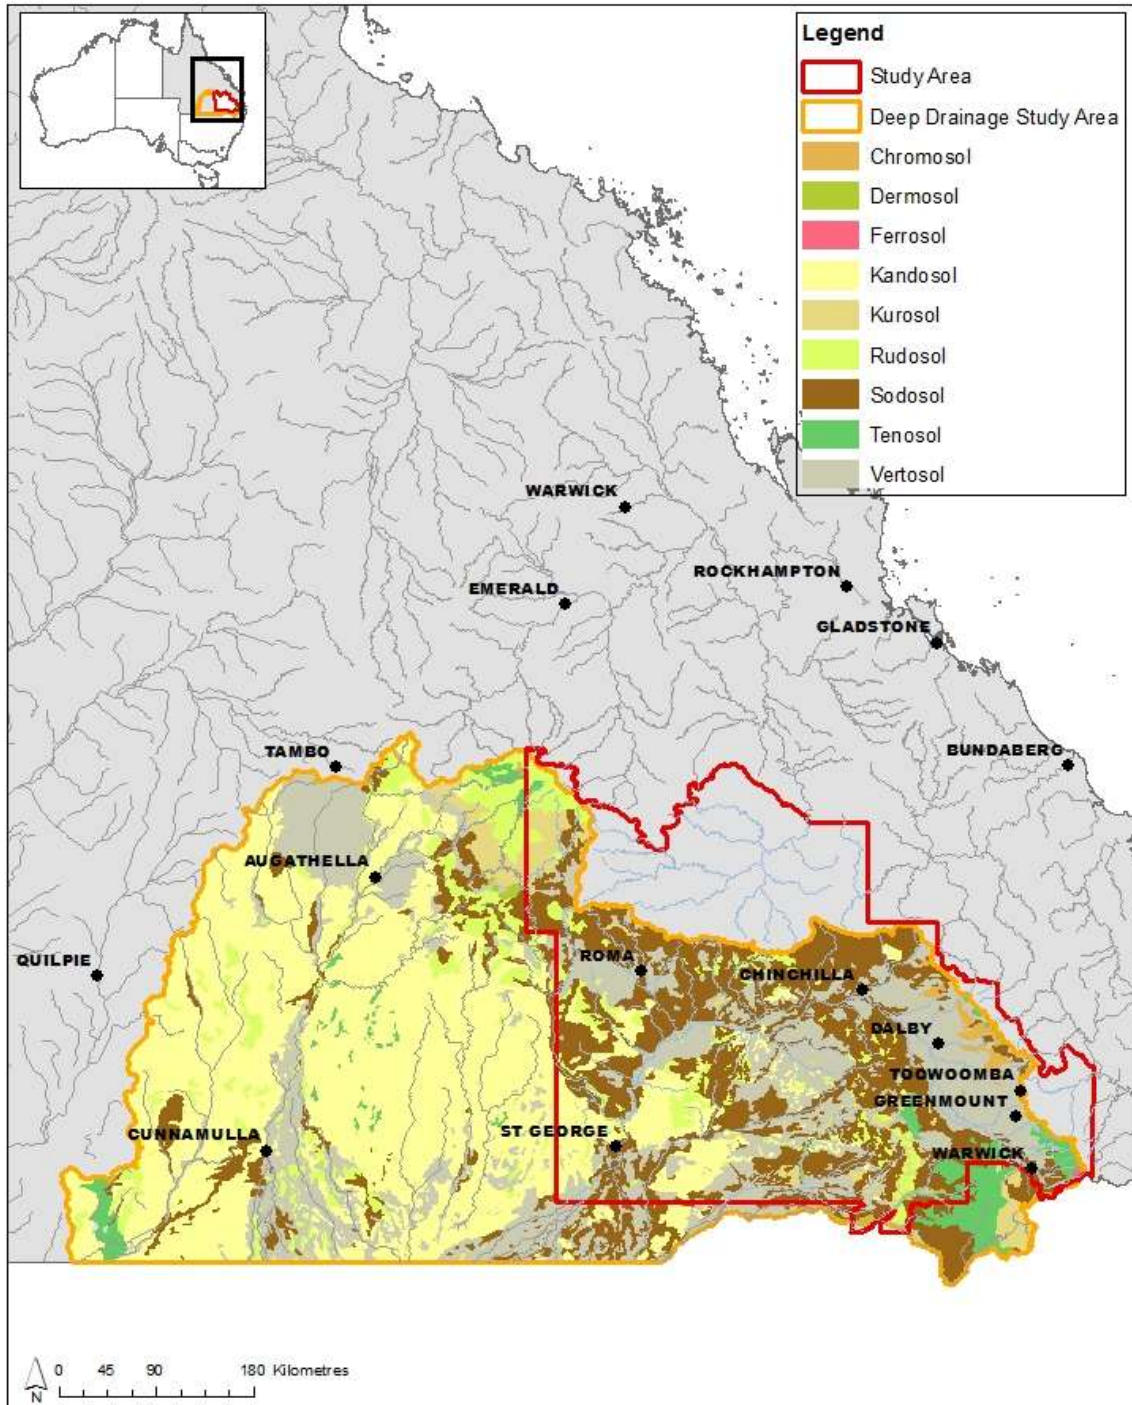 Legend
Study Area
Deep Drainage Study Area
Chromosol
Dermosol
Ferrosol
Kandosol
Kurosol
Rudosol
Sodosol
Tenosol
Vertosol
WARWICK
EMERALD
ROCKHAMPTON
GLADSTONE
TAMBO
BUNDABERG
AUGATHELLA
QUILPIE
ROMA
CHINCHILLA
DALBY
TOOWOOMBA
GREENMOUNT
CUNNAMULLA
ST GEORGE
WARWICK
N
0 45 90 180 Kilometres